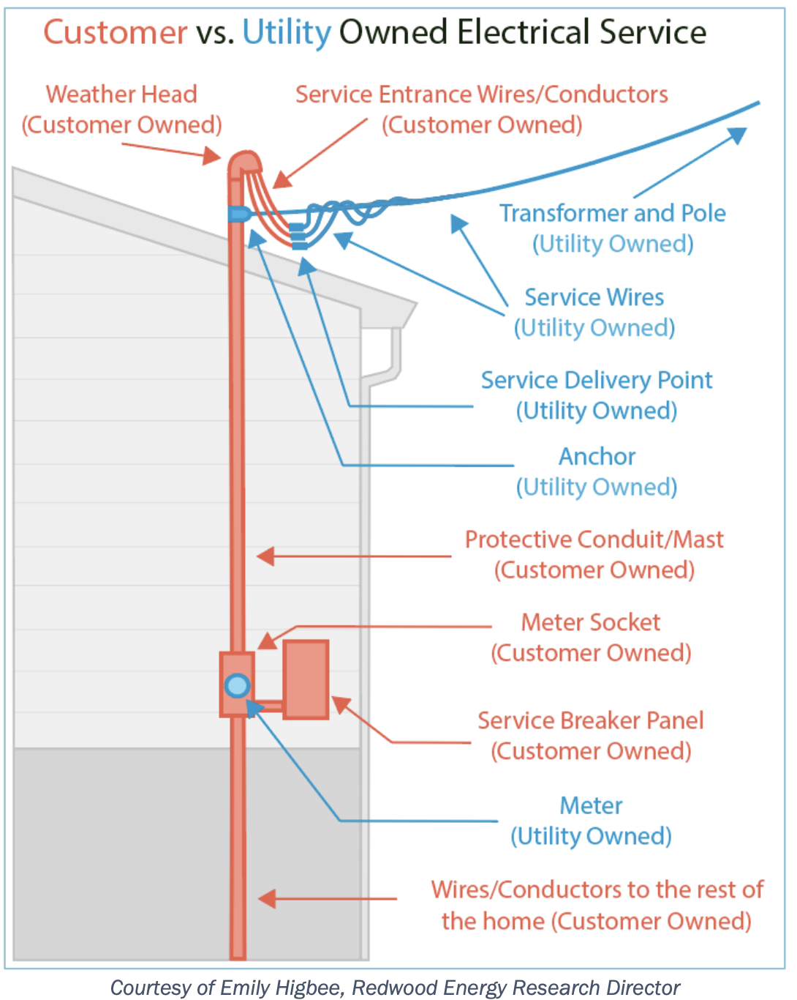 Customer vs. Utility Owned Electrical Service
Weather Head
(Customer Owned)
Service Entrance Wires/Conductors
(Customer Owned)
Transformer and Pole
(Utility Owned)
Service Wires
(Utility Owned)
Service Delivery Point
(Utility Owned)
Anchor
(Utility Owned)
Protective Conduit/Mast
(Customer Owned)
Meter Socket
(Customer Owned)
Service Breaker Panel
(Customer Owned)
Meter
(Utility Owned)
Wires/Conductors to the rest of
the home (Customer Owned)
Courtesy of Emily Higbee, Redwood Energy Research Director